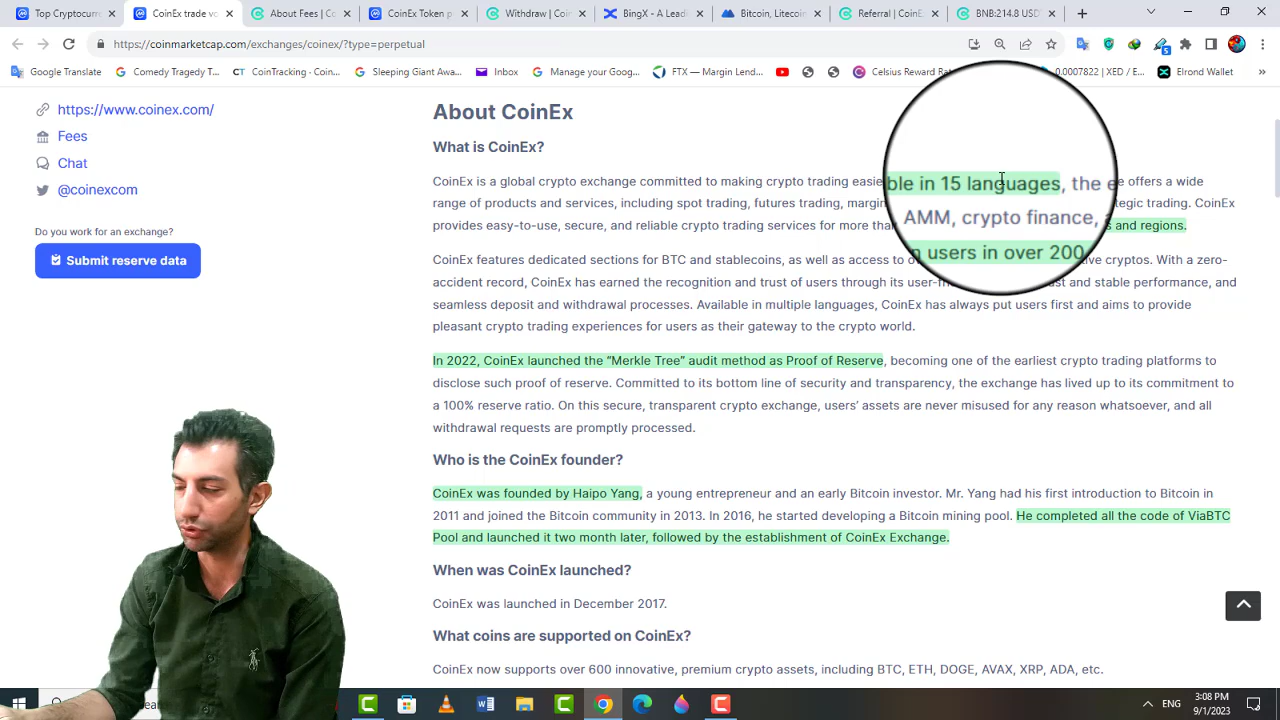 Top Cryptocurr
CoinEx trade vo
About Fees | Co
CoinEx Token p
Withdraw | Coi
BingX - A Leadi
Bitcoin, Litecoin
Referral | CoinE
BNB:214.8 USD
https://coinmarketcap.com/exchanges/coinex/?type=perpetual
Google Translate
Comedy Tragedy T...
CT CoinTracking - Coin...
Sleeping Giant Awa...
Inbox
Manage your Goog...
FTX — Margin Lend...
Celsius Reward Rat
0.0007822 | XED / E...
Elrond Wallet
https://www.coinex.com/
Fees
Chat
@coinexcom
Do you work for an exchange?
Submit reserve data
About CoinEx
What is CoinEx?
CoinEx is a global crypto exchange committed to making crypto trading easie ble in 15 languages, the e e offers a wide
range of products and services, including spot trading, futures trading, margin AMM, crypto finance, tegic trading. CoinEx
provides easy-to-use, secure, and reliable crypto trading services for more than n users in over 200 s and regions.
CoinEx features dedicated sections for BTC and stablecoins, as well as access to ive cryptos. With a zero-
accident record, CoinEx has earned the recognition and trust of users through its user- and stable performance, and
seamless deposit and withdrawal processes. Available in multiple languages, CoinEx has always put users first and aims to provide
pleasant crypto trading experiences for users as their gateway to the crypto world.
In 2022, CoinEx launched the “Merkle Tree” audit method as Proof of Reserve, becoming one of the earliest crypto trading platforms to
disclose such proof of reserve. Committed to its bottom line of security and transparency, the exchange has lived up to its commitment to
a 100% reserve ratio. On this secure, transparent crypto exchange, users’ assets are never misused for any reason whatsoever, and all
withdrawal requests are promptly processed.
Who is the CoinEx founder?
CoinEx was founded by Haipo Yang, a young entrepreneur and an early Bitcoin investor. Mr. Yang had his first introduction to Bitcoin in
2011 and joined the Bitcoin community in 2013. In 2016, he started developing a Bitcoin mining pool. He completed all the code of ViaBTC
Pool and launched it two month later, followed by the establishment of CoinEx Exchange.
When was CoinEx launched?
CoinEx was launched in December 2017.
What coins are supported on CoinEx?
CoinEx now supports over 600 innovative, premium crypto assets, including BTC, ETH, DOGE, AVAX, XRP, ADA, etc.
ENG
3:08 PM
9/1/2023